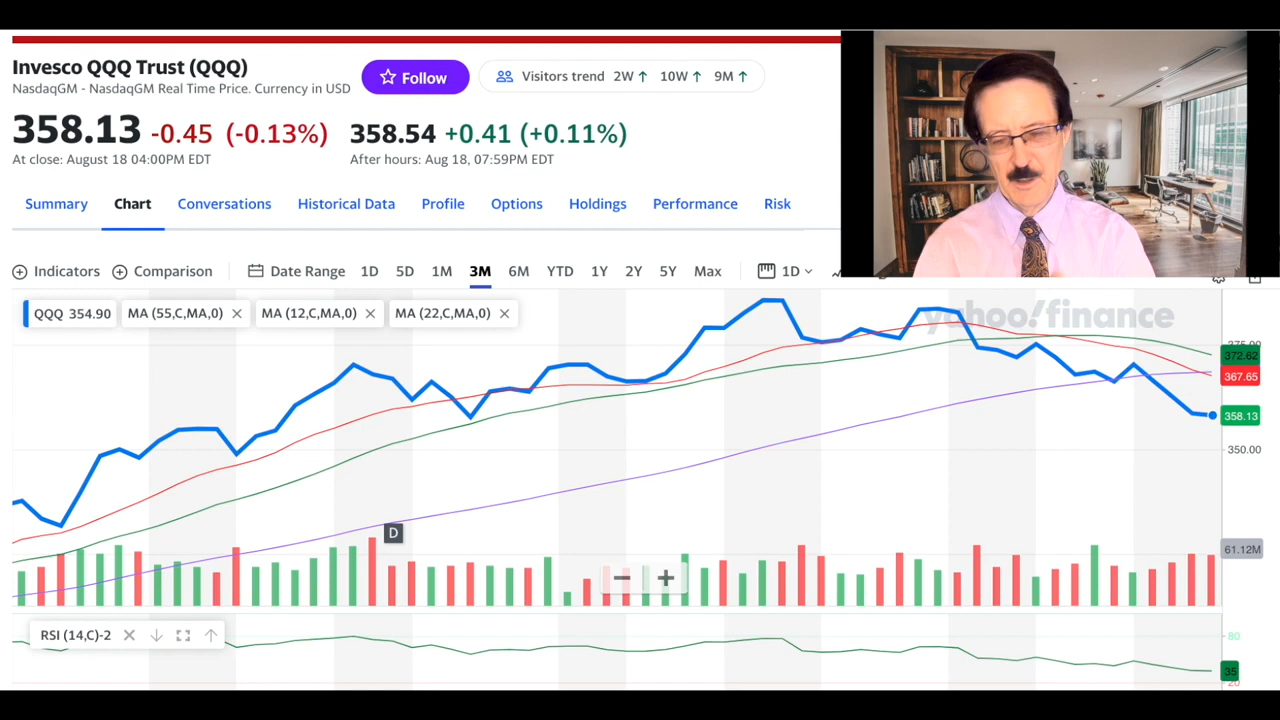 Invesco QQQ Trust (QQQ)
NasdaqGM - NasdaqGM Real Time Price. Currency in USD
Follow
Visitors trend 2W ↑ 10W ↑ 9M ↑
358.13 -0.45 (-0.13%)
At close: August 18 04:00PM EDT
358.54 +0.41 (+0.11%)
After hours: Aug 18, 07:59PM EDT
Summary Chart Conversations Historical Data Profile Options Holdings Performance Risk
Indicators Comparison Date Range 1D 5D 1M 3M 6M YTD 1Y 2Y 5Y Max 1D
QQQ 354.90 MA (55,C,MA,0) MA (12,C,MA,0) MA (22,C,MA,0)
yahoo!finance
375.00
372.62
367.65
358.13
350.00
D
61.12M
RSI (14,C)-2
80
35
20